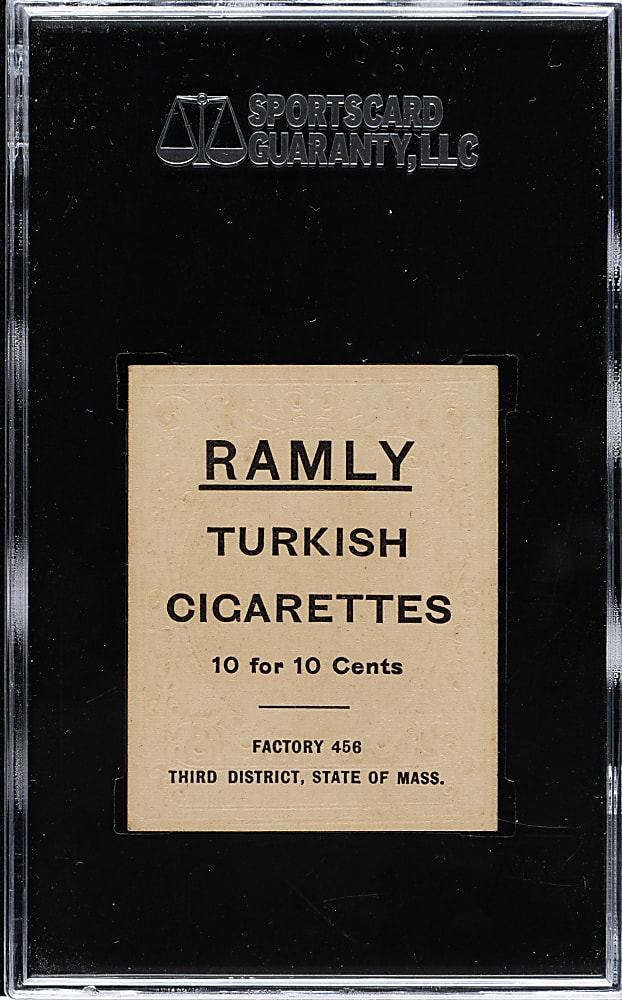 SPORTSCARD
GUARANTY, LLC
RAMLY
TURKISH
CIGARETTES
10 for 10 Cents
FACTORY 456
THIRD DISTRICT, STATE OF MASS.